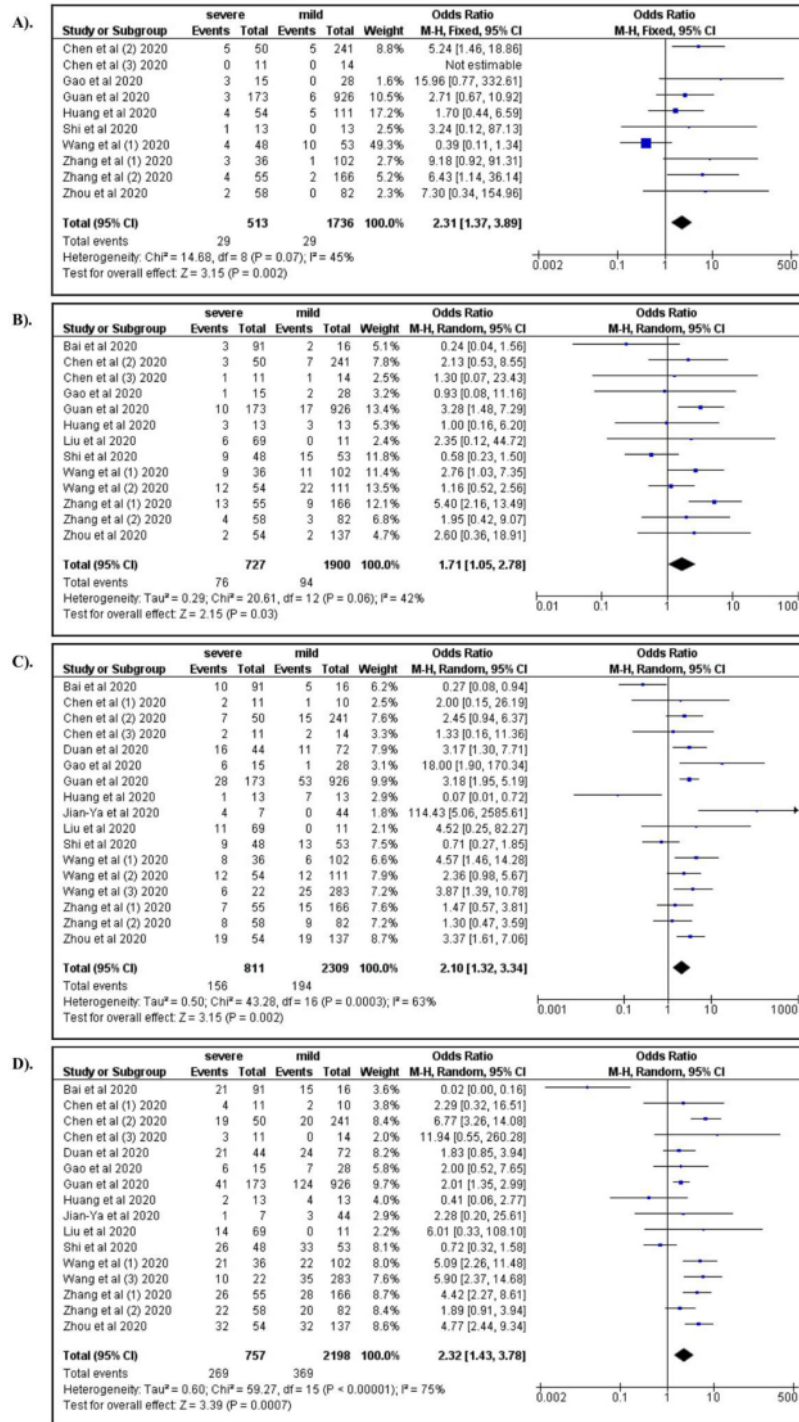 A).
severe mild Odds Ratio Odds Ratio
Study or Subgroup Events Total Events Total Weight M-H, Fixed, 95% CI M-H, Fixed, 95% CI
Chen et al (2) 2020 5 50 5 241 8.8% 5.24 [1.46, 18.86]
Chen et al (3) 2020 0 11 0 14 Not estimable
Gao et al 2020 3 15 0 28 1.6% 15.96 [0.77, 332.61]
Guan et al 2020 3 173 6 926 10.5% 2.71 [0.67, 10.92]
Huang et al 2020 4 54 5 111 17.2% 1.70 [0.44, 6.59]
Shi et al 2020 1 13 0 13 2.5% 3.24 [0.12, 87.13]
Wang et al (1) 2020 4 48 10 53 49.3% 0.39 [0.11, 1.34]
Zhang et al (1) 2020 3 36 1 102 2.7% 9.18 [0.92, 91.31]
Zhang et al (2) 2020 4 55 2 166 5.2% 6.43 [1.14, 36.14]
Zhou et al 2020 2 58 0 82 2.3% 7.30 [0.34, 154.96]
Total (95% CI) 513 1736 100.0% 2.31 [1.37, 3.89]
Total events 29 29
Heterogeneity: Chi² = 14.68, df = 8 (P = 0.07); I² = 45%
Test for overall effect: Z = 3.15 (P = 0.002)
0.002 0.1 1 10 500
B).
severe mild Odds Ratio Odds Ratio
Study or Subgroup Events Total Events Total Weight M-H, Random, 95% CI M-H, Random, 95% CI
Bai et al 2020 3 91 2 16 5.1% 0.24 [0.04, 1.56]
Chen et al (2) 2020 3 50 7 241 7.8% 2.13 [0.53, 8.55]
Chen et al (3) 2020 1 11 1 14 2.5% 1.30 [0.07, 23.43]
Gao et al 2020 1 15 2 28 3.2% 0.93 [0.08, 11.16]
Guan et al 2020 10 173 17 926 13.4% 3.28 [1.48, 7.29]
Huang et al 2020 3 13 3 13 5.2% 1.00 [0.16, 6.20]
Liu et al 2020 6 69 0 11 2.4% 2.35 [0.12, 44.72]
Shi et al 2020 9 48 15 53 11.8% 0.58 [0.23, 1.50]
Wang et al (1) 2020 9 36 11 102 11.4% 2.76 [1.03, 7.35]
Wang et al (2) 2020 12 54 22 111 13.5% 1.16 [0.52, 2.56]
Zhang et al (1) 2020 13 55 9 166 12.1% 5.40 [2.16, 13.49]
Zhang et al (2) 2020 4 58 3 82 6.9% 1.95 [0.42, 9.07]
Zhou et al 2020 2 54 2 137 4.7% 2.60 [0.36, 18.91]
Total (95% CI) 727 1900 100.0% 1.71 [1.05, 2.78]
Total events 76 94
Heterogeneity: Tau² = 0.29; Chi² = 20.61, df = 12 (P = 0.06); I² = 42%
Test for overall effect: Z = 2.15 (P = 0.03)
0.01 0.1 1 10 100
C).
severe mild Odds Ratio Odds Ratio
Study or Subgroup Events Total Events Total Weight M-H, Random, 95% CI M-H, Random, 95% CI
Bai et al 2020 10 91 5 16 6.2% 0.27 [0.08, 0.94]
Chen et al (1) 2020 2 11 1 10 2.5% 2.00 [0.15, 26.19]
Chen et al (2) 2020 7 50 15 241 7.6% 2.45 [0.94, 6.37]
Chen et al (3) 2020 2 11 2 14 3.3% 1.33 [0.16, 11.36]
Duan et al 2020 16 44 11 72 7.9% 3.17 [1.30, 7.71]
Gao et al 2020 6 15 1 28 3.1% 18.00 [1.90, 170.34]
Guan et al 2020 28 173 53 926 9.9% 3.18 [1.95, 5.19]
Huang et al 2020 1 13 7 13 2.9% 0.07 [0.01, 0.72]
Jian-Ya et al 2020 4 7 0 44 1.8% 114.43 [5.06, 2585.61]
Liu et al 2020 11 69 0 11 2.1% 4.52 [0.25, 82.27]
Shi et al 2020 9 48 13 53 7.5% 0.71 [0.27, 1.85]
Wang et al (1) 2020 8 36 6 102 6.6% 4.57 [1.46, 14.28]
Wang et al (2) 2020 12 54 12 111 8.0% 2.36 [0.98, 5.67]
Wang et al (3) 2020 6 22 25 283 7.2% 3.87 [1.39, 10.78]
Zhang et al (1) 2020 7 55 15 166 7.6% 1.47 [0.57, 3.81]
Zhang et al (2) 2020 8 58 9 82 7.2% 1.30 [0.47, 3.59]
Zhou et al 2020 19 54 19 137 8.7% 3.37 [1.61, 7.06]
Total (95% CI) 811 2309 100.0% 2.10 [1.32, 3.34]
Total events 156 194
Heterogeneity: Tau² = 0.50; Chi² = 43.28, df = 16 (P = 0.0003); I² = 63%
Test for overall effect: Z = 3.15 (P = 0.002)
0.001 0.1 1 10 1000
D).
severe mild Odds Ratio Odds Ratio
Study or Subgroup Events Total Events Total Weight M-H, Random, 95% CI M-H, Random, 95% CI
Bai et al 2020 21 91 15 16 3.6% 0.02 [0.00, 0.16]
Chen et al (1) 2020 4 11 2 10 3.8% 2.29 [0.32, 16.51]
Chen et al (2) 2020 19 50 20 241 8.4% 6.77 [3.26, 14.08]
Chen et al (3) 2020 3 11 0 14 2.0% 11.94 [0.55, 260.28]
Duan et al 2020 21 44 24 72 8.2% 1.83 [0.85, 3.94]
Gao et al 2020 6 15 7 28 5.8% 2.00 [0.52, 7.65]
Guan et al 2020 41 173 124 926 9.9% 2.01 [1.35, 2.99]
Huang et al 2020 2 13 4 13 4.0% 0.41 [0.06, 2.77]
Jian-Ya et al 2020 1 7 3 44 3.0% 2.28 [0.20, 25.61]
Liu et al 2020 14 69 0 11 2.2% 6.01 [0.33, 108.10]
Shi et al 2020 26 48 33 53 8.1% 0.72 [0.32, 1.58]
Wang et al (1) 2020 21 36 22 102 8.0% 5.09 [2.26, 11.48]
Wang et al (3) 2020 10 22 35 283 7.6% 5.90 [2.37, 14.68]
Zhang et al (1) 2020 26 55 28 166 8.7% 4.42 [2.27, 8.61]
Zhang et al (2) 2020 22 58 20 82 8.4% 1.89 [0.91, 3.94]
Zhou et al 2020 32 54 32 137 8.6% 4.77 [2.44, 9.34]
Total (95% CI) 757 2198 100.0% 2.32 [1.43, 3.78]
Total events 269 369
Heterogeneity: Tau² = 0.60; Chi² = 59.27, df = 15 (P < 0.00001); I² = 75%
Test for overall effect: Z = 3.39 (P = 0.0007)
0.002 0.1 1 10 500